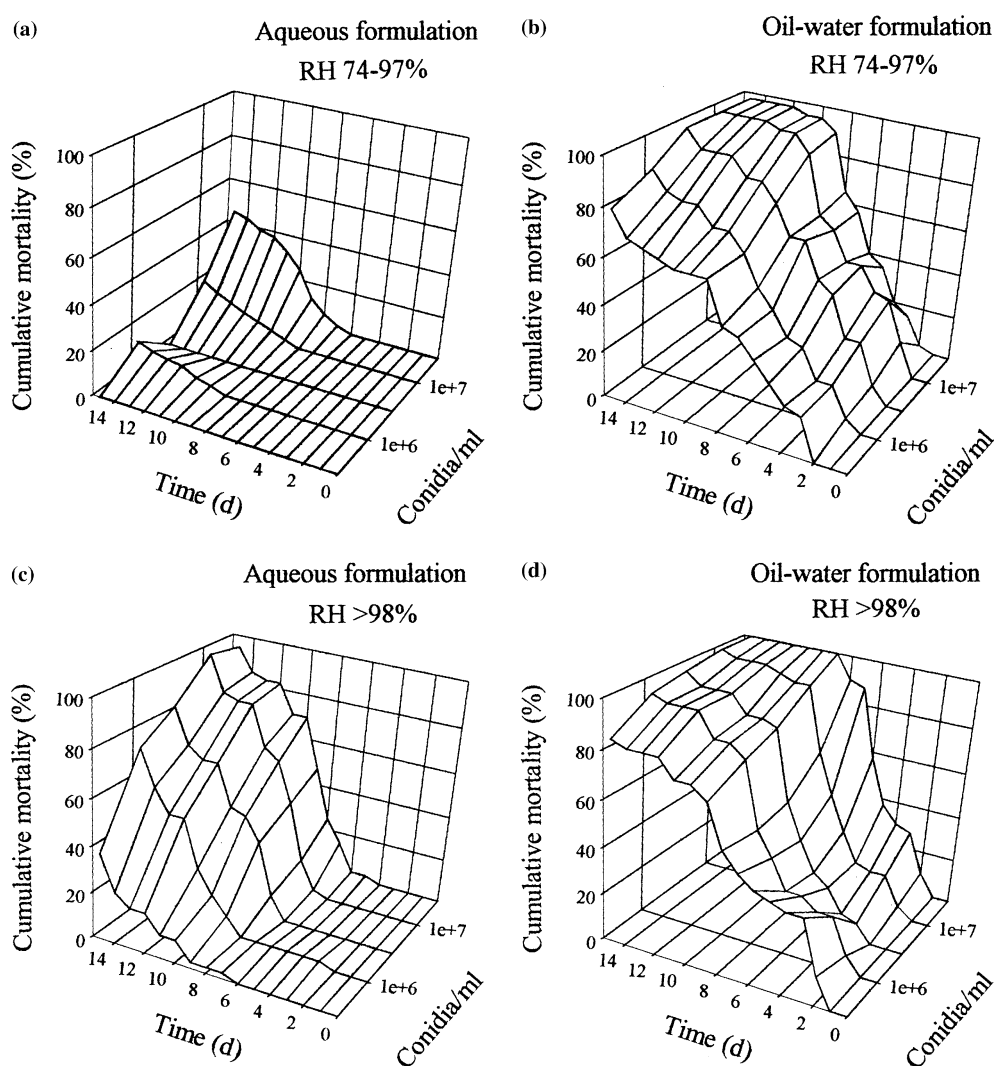 (a)
Aqueous formulation
RH 74-97%
Cumulative mortality (%)
100
80
60
40
20
0
14
12
10
8
6
4
2
0
Time (d)
1e+6
1e+7
Conidia/ml
(b)
Oil-water formulation
RH 74-97%
Cumulative mortality (%)
100
80
60
40
20
0
14
12
10
8
6
4
2
0
Time (d)
1e+6
1e+7
Conidia/ml
(c)
Aqueous formulation
RH >98%
Cumulative mortality (%)
100
80
60
40
20
0
14
12
10
8
6
4
2
0
Time (d)
1e+6
1e+7
Conidia/ml
(d)
Oil-water formulation
RH >98%
Cumulative mortality (%)
100
80
60
40
20
0
14
12
10
8
6
4
2
0
Time (d)
1e+6
1e+7
Conidia/ml